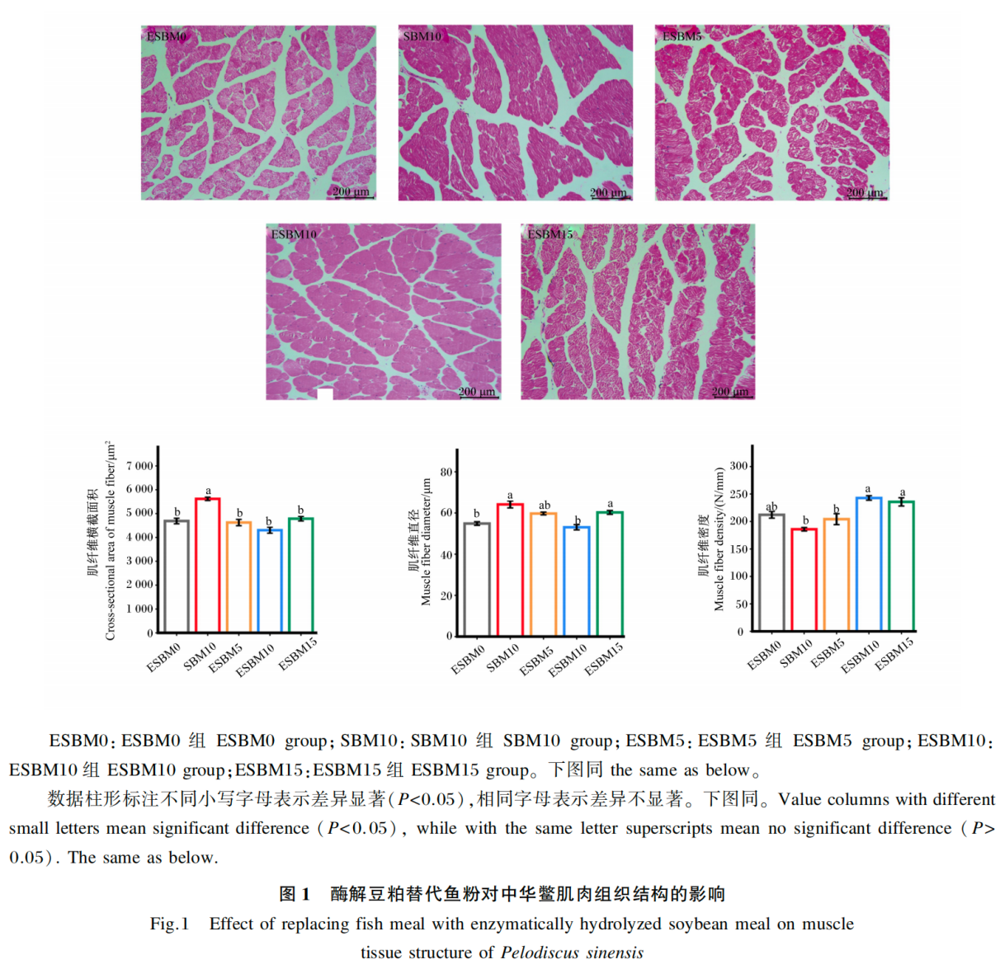 ESBM0
SBM10
ESBM5
200 μm
200 μm
200 μm
ESBM10
ESBM15
200 μm
200 μm
肌纤维横截面积
Cross-sectional area of muscle fiber/μm²
7 000
6 000
5 000
4 000
3 000
2 000
1 000
0
b
a
b
b
b
ESBM0
SBM10
ESBM5
ESBM10
ESBM15
肌纤维直径
Muscle fiber diameter/μm
80
60
40
20
0
b
a
ab
b
a
ESBM0
SBM10
ESBM5
ESBM10
ESBM15
肌纤维密度
Muscle fiber density/(N/mm)
300
250
200
150
100
50
0
ab
b
b
a
a
ESBM0
SBM10
ESBM5
ESBM10
ESBM15
ESBM0:ESBM0 组 ESBM0 group;SBM10:SBM10 组 SBM10 group;ESBM5:ESBM5 组 ESBM5 group;ESBM10:
ESBM10 组 ESBM10 group;ESBM15:ESBM15 组 ESBM15 group。下图同 the same as below。
数据柱形标注不同小写字母表示差异显著(P<0.05),相同字母表示差异不显著。下图同。Value columns with different
small letters mean significant difference (P<0.05), while with the same letter superscripts mean no significant difference (P>
0.05). The same as below.
图 1 酶解豆粕替代鱼粉对中华鳖肌肉组织结构的影响
Fig.1 Effect of replacing fish meal with enzymatically hydrolyzed soybean meal on muscle
tissue structure of Pelodiscus sinensis